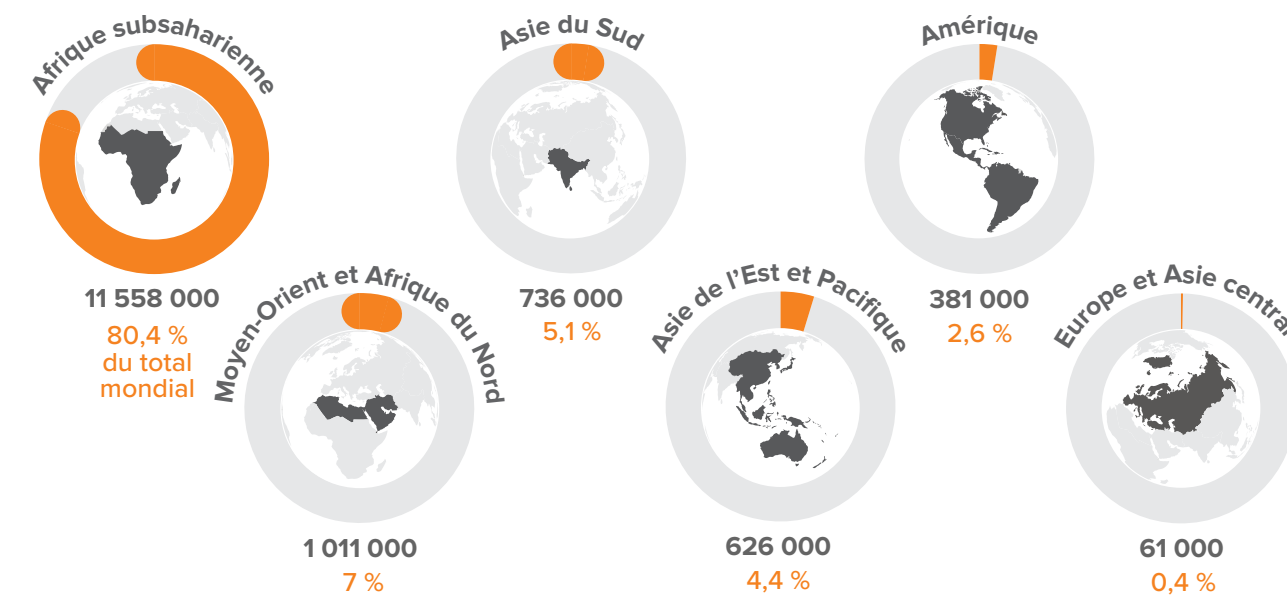 Afrique subsaharienne
11 558 000
80,4 %
du total
mondial
Moyen-Orient et Afrique du Nord
1 011 000
7 %
Asie du Sud
736 000
5,1 %
Asie de l’Est et Pacifique
626 000
4,4 %
Amérique
381 000
2,6 %
Europe et Asie central
61 000
0,4 %